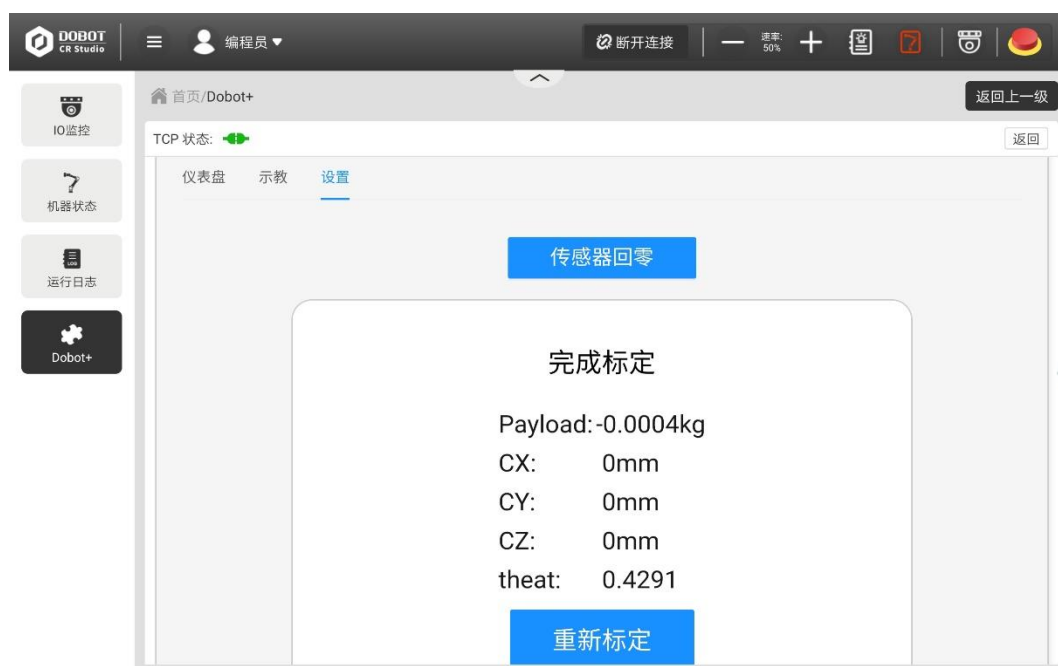 DOBOT
CR Studio
编程员
断开连接
速率:
50%
IO监控
机器状态
LOG
运行日志
Dobot+
首页/Dobot+
返回上一级
TCP 状态:
返回
仪表盘 示教 设置
传感器回零
完成标定
Payload: -0.0004kg
CX: 0mm
CY: 0mm
CZ: 0mm
theat: 0.4291
重新标定